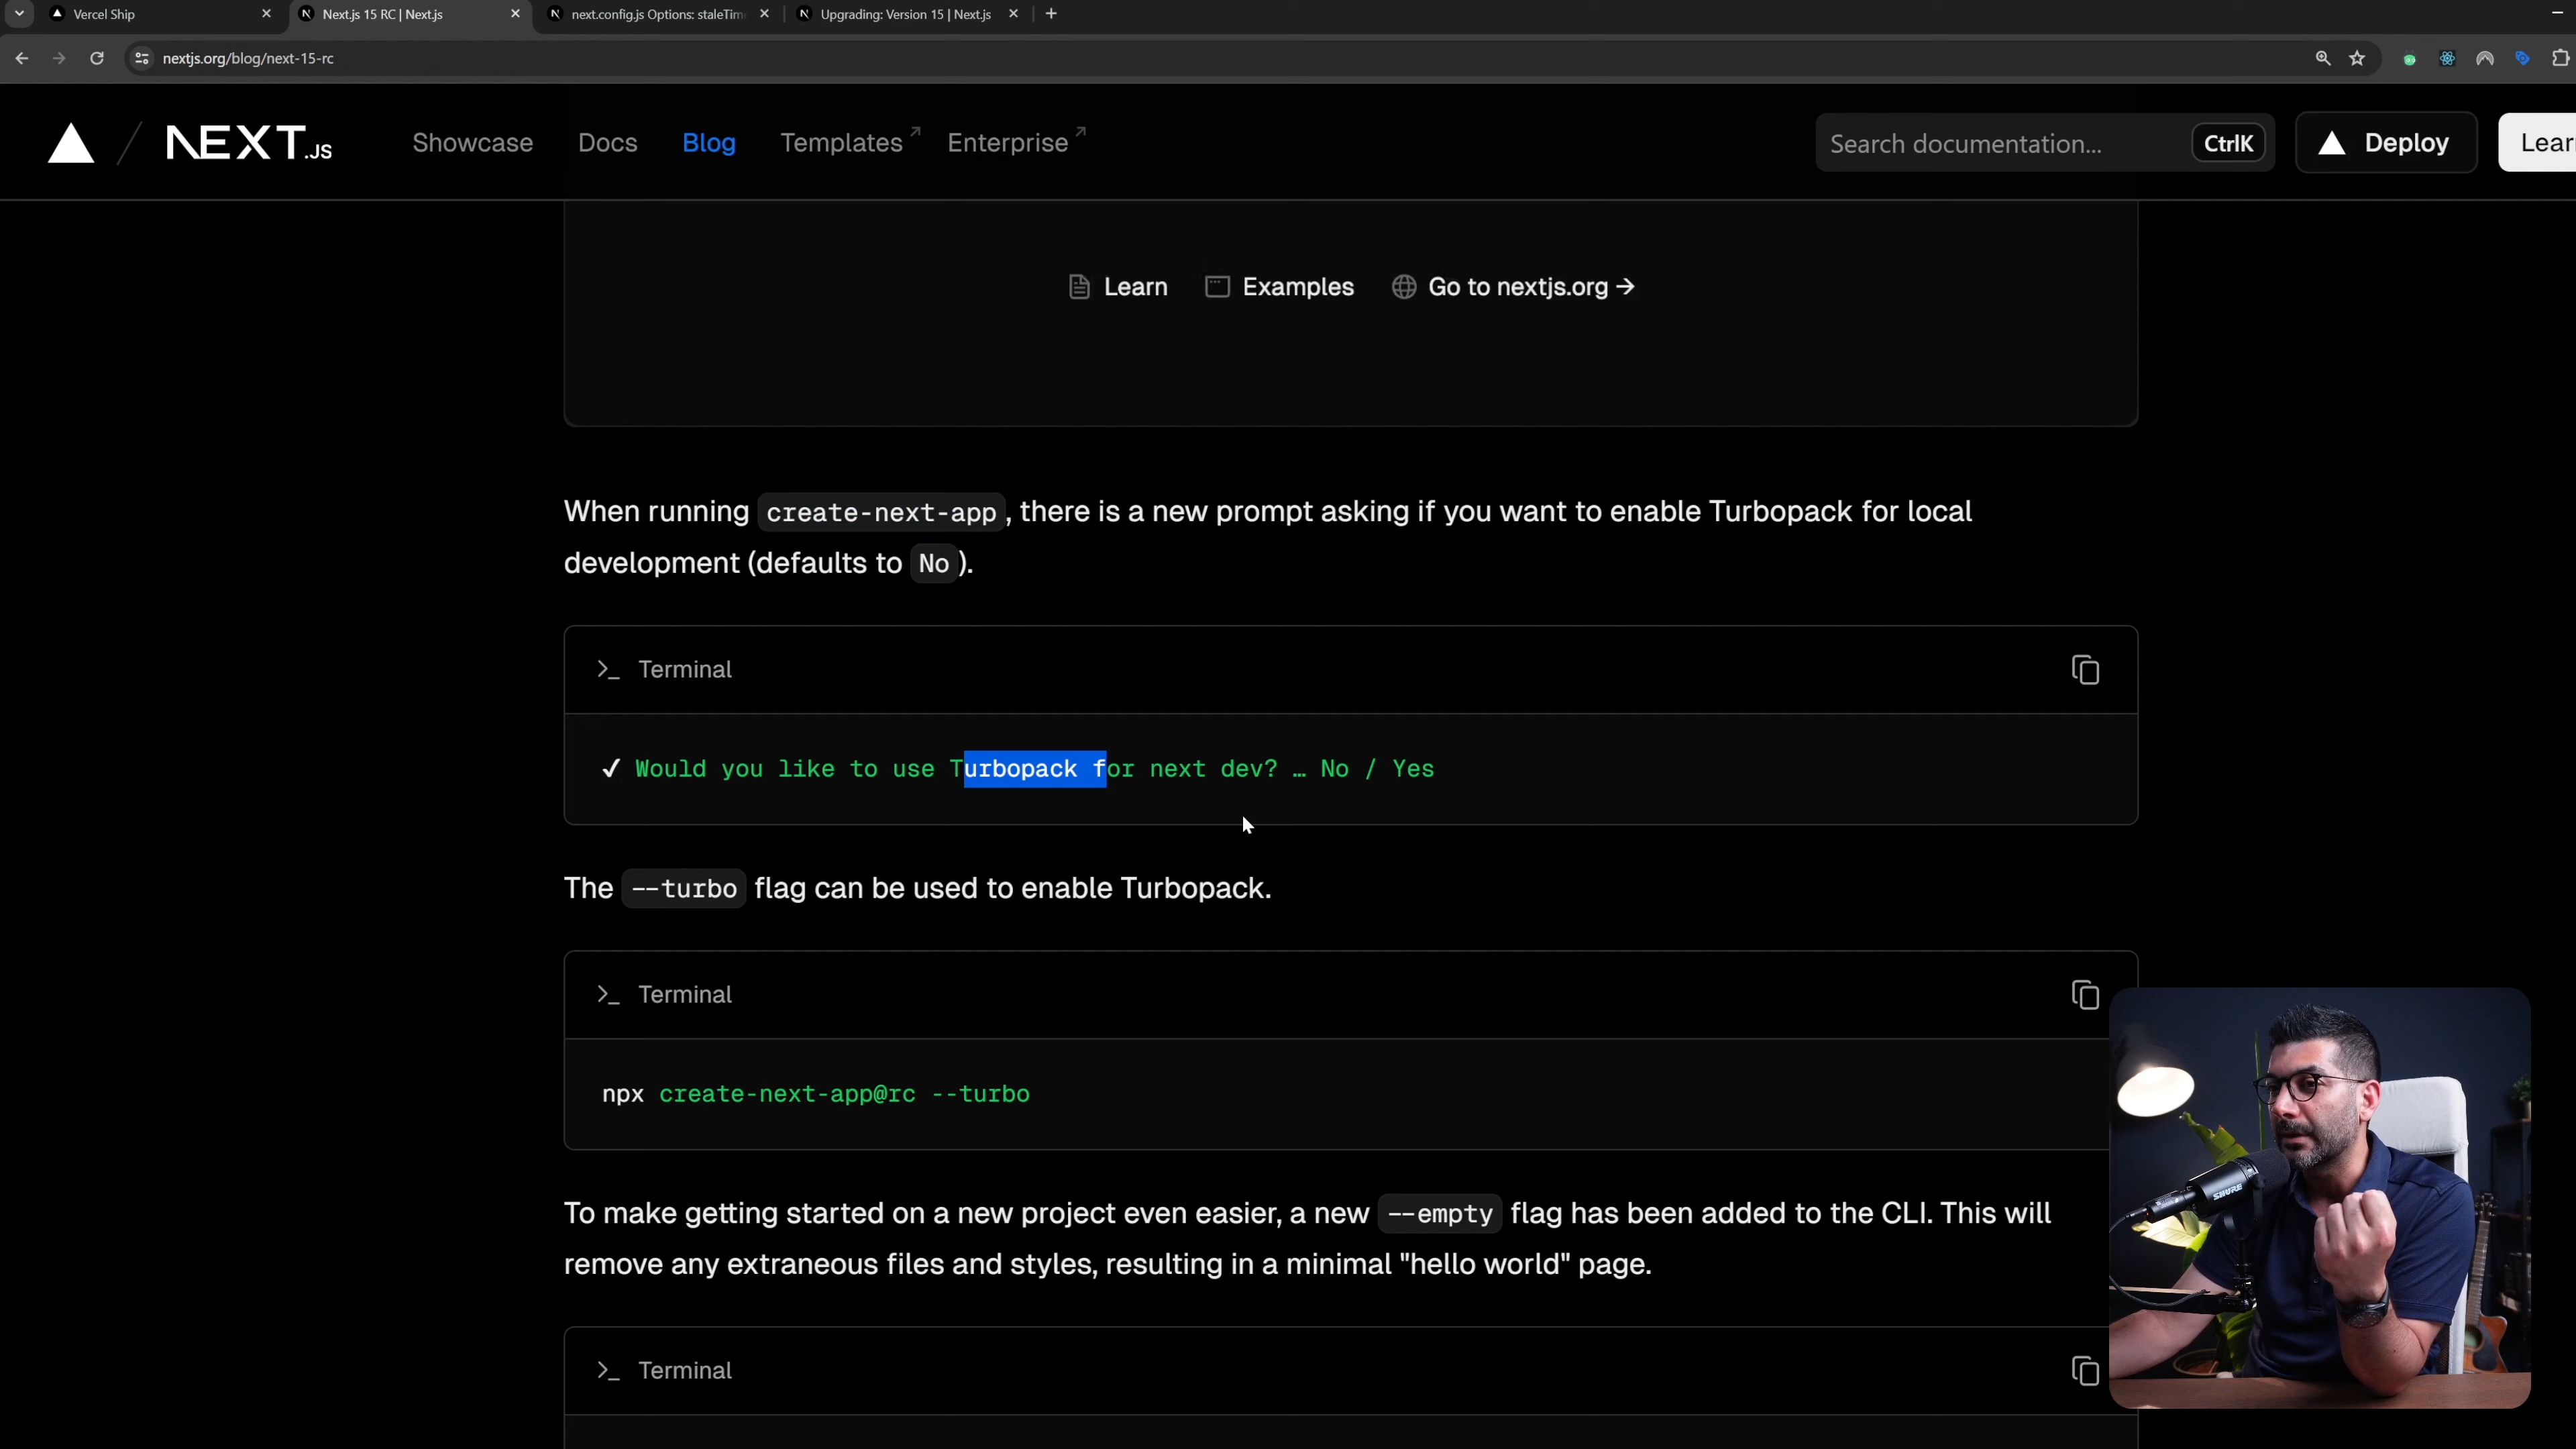 Vercel Ship
Next.js 15 RC | Next.js
next.config.js Options: staleTim
Upgrading: Version 15 | Next.js
nextjs.org/blog/next-15-rc
NEXT.JS
Showcase
Docs
Blog
Templates
Enterprise
Search documentation...
CtrlK
Deploy
Lear
Learn
Examples
Go to nextjs.org →
When running create-next-app, there is a new prompt asking if you want to enable Turbopack for local
development (defaults to No ).
>_ Terminal
✓ Would you like to use Turbopack for next dev? … No / Yes
The --turbo flag can be used to enable Turbopack.
>_ Terminal
npx create-next-app@rc --turbo
To make getting started on a new project even easier, a new --empty flag has been added to the CLI. This will
remove any extraneous files and styles, resulting in a minimal "hello world" page.
>_ Terminal
SHURE